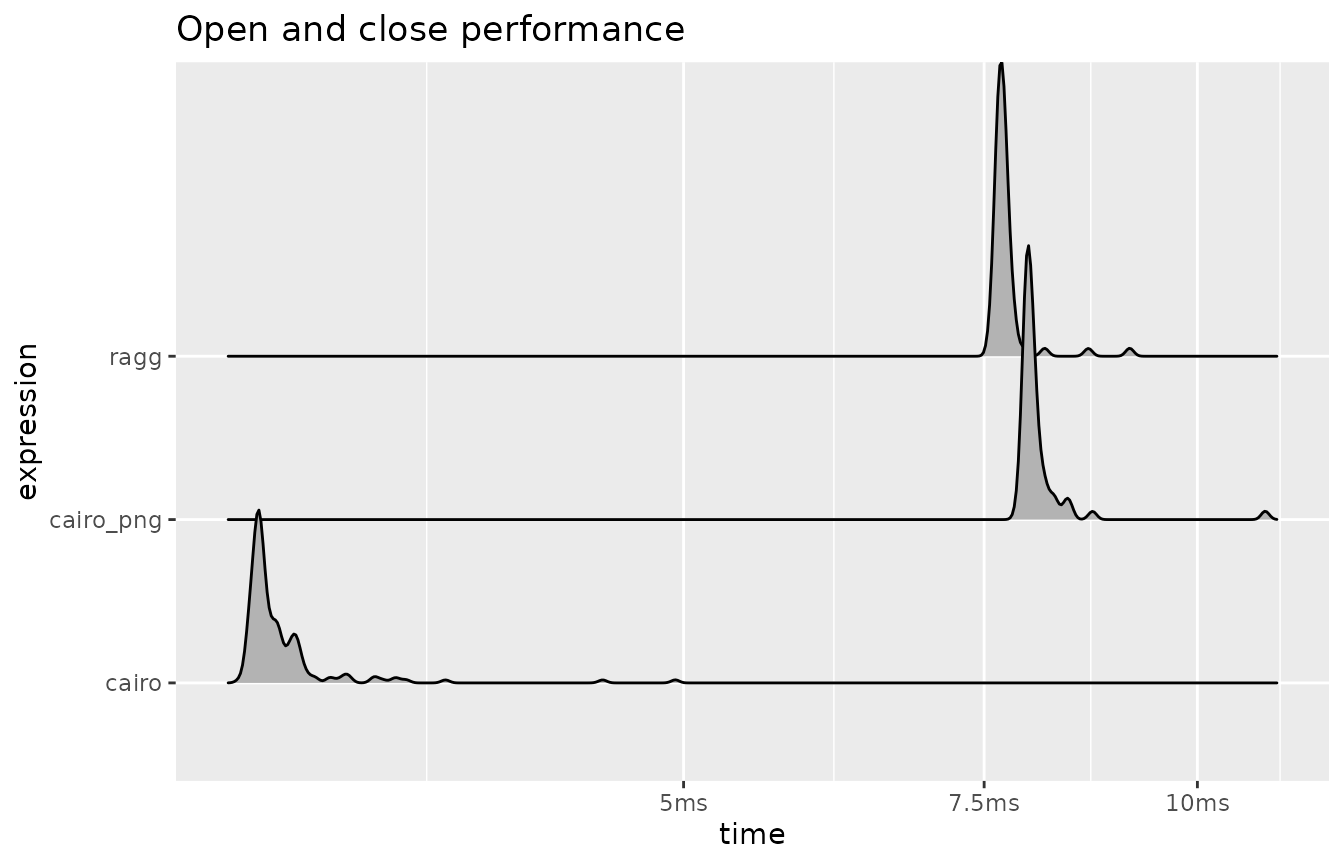 Open and close performance
expression
ragg
cairo_png
cairo
5ms
7.5ms
10ms
time